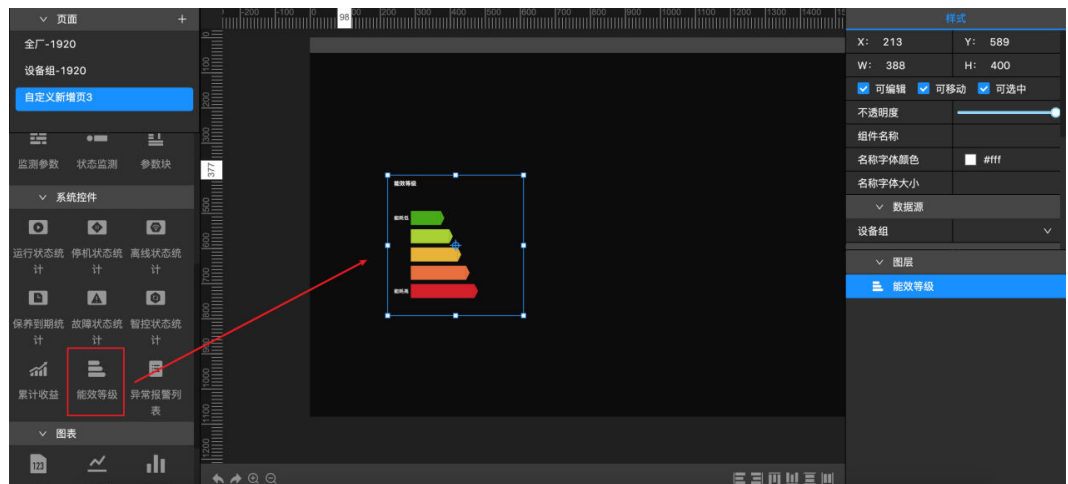 页面 +
全厂-1920
设备组-1920
自定义新增页3
监测参数 状态监测 参数块
系统控件
运行状态统计 停机状态统计 离线状态统计
保养到期统计 故障状态统计 智控状态统计
累计收益 能效等级 异常报警列表
图表
123
-200 -100 0 98 200 300 400 500 600 700 800 900 1000 1100 1200 1300 1400
0
100
200
300
377
500
600
700
800
900
1000
1100
1200
能效等级
能耗低
能耗高
样式
X: 213 Y: 589
W: 388 H: 400
可编辑 可移动 可选中
不透明度
组件名称
名称字体颜色 #fff
名称字体大小
数据源
设备组
图层
能效等级